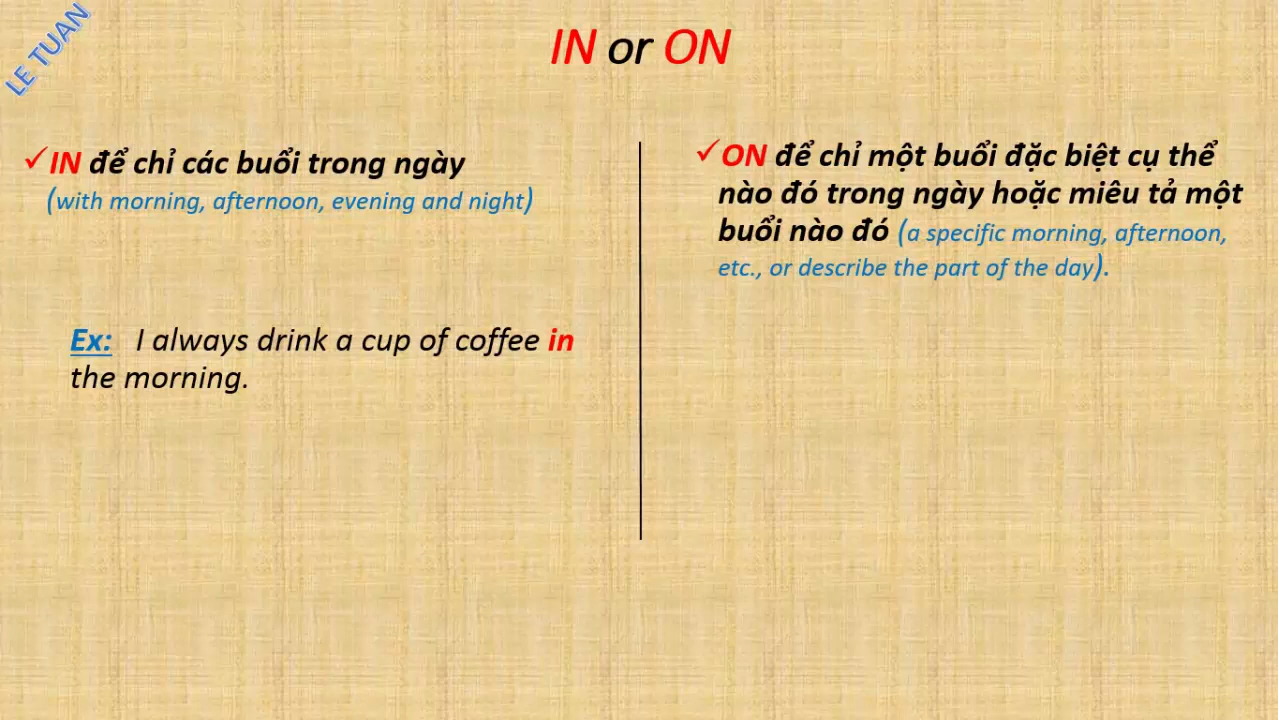 LE TUAN
IN or ON
IN để chỉ các buổi trong ngày
(with morning, afternoon, evening and night)
Ex: I always drink a cup of coffee in
the morning.
ON để chỉ một buổi đặc biệt cụ thể
nào đó trong ngày hoặc miêu tả một
buổi nào đó (a specific morning, afternoon,
etc., or describe the part of the day).